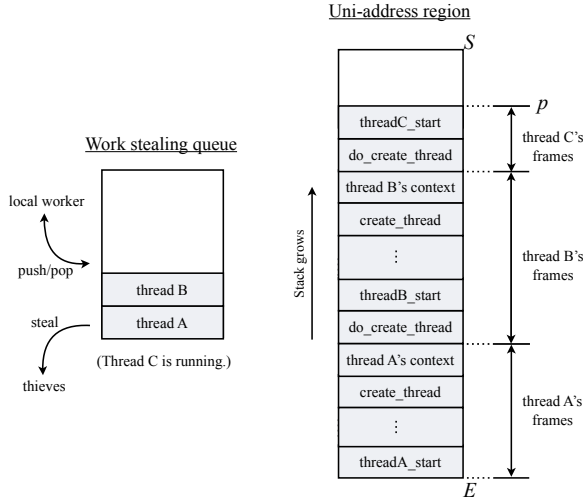 Uni-address region
S
p
threadC_start
do_create_thread
thread C's
frames
thread B's context
create_thread
⋮
threadB_start
do_create_thread
thread B's
frames
thread A's context
create_thread
⋮
threadA_start
thread A's
frames
E
Stack grows
Work stealing queue
local worker
push/pop
thread B
thread A
steal
thieves
(Thread C is running.)